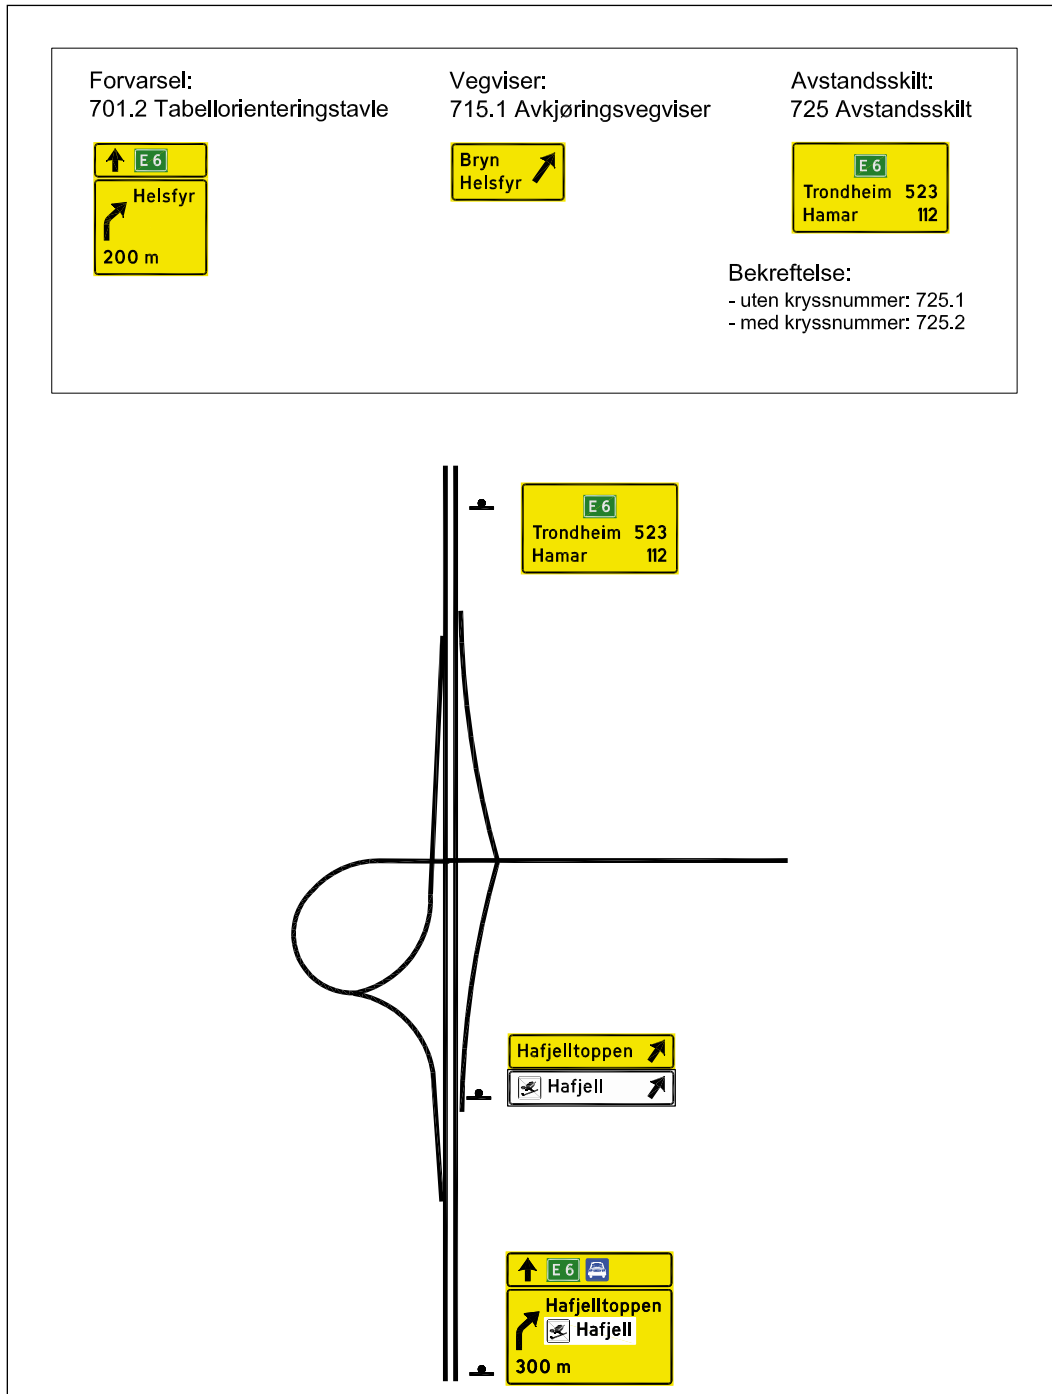 Forvarsel:
701.2 Tabellorienteringstavle
E 6
Helsfyr
200 m
Vegviser:
715.1 Avkjøringsvegviser
Bryn
Helsfyr
Avstandsskilt:
725 Avstandsskilt
E 6
Trondheim 523
Hamar 112
Bekreftelse:
- uten kryssnummer: 725.1
- med kryssnummer: 725.2
E 6
Trondheim 523
Hamar 112
Hafjelltoppen
Hafjell
E 6
Hafjelltoppen
Hafjell
300 m